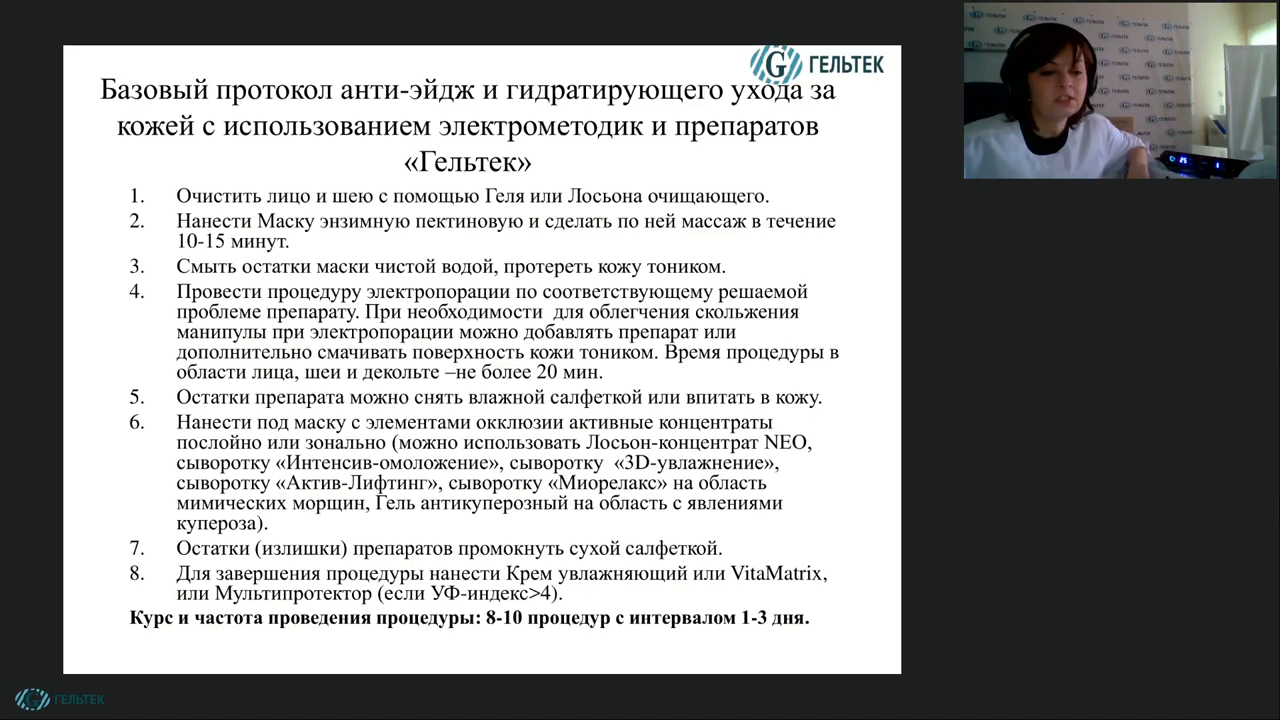 ГЕЛЬТЕК
Базовый протокол анти-эйдж и гидратирующего ухода за
кожей с использованием электрометодик и препаратов
«Гельтек»
1. Очистить лицо и шею с помощью Геля или Лосьона очищающего.
2. Нанести Маску энзимную пектиновую и сделать по ней массаж в течение
10-15 минут.
3. Смыть остатки маски чистой водой, протереть кожу тоником.
4. Провести процедуру электропорации по соответствующему решаемой
проблеме препарату. При необходимости для облегчения скольжения
манипулы при электропорации можно добавлять препарат или
дополнительно смачивать поверхность кожи тоником. Время процедуры в
области лица, шеи и декольте –не более 20 мин.
5. Остатки препарата можно снять влажной салфеткой или впитать в кожу.
6. Нанести под маску с элементами окклюзии активные концентраты
послойно или зонально (можно использовать Лосьон-концентрат NEO,
сыворотку «Интенсив-омоложение», сыворотку «3D-увлажнение»,
сыворотку «Актив-Лифтинг», сыворотку «Миорелакс» на область
мимических морщин, Гель антикуперозный на область с явлениями
купероза).
7. Остатки (излишки) препаратов промокнуть сухой салфеткой.
8. Для завершения процедуры нанести Крем увлажняющий или VitaMatrix,
или Мультипротектор (если УФ-индекс>4).
Курс и частота проведения процедуры: 8-10 процедур с интервалом 1-3 дня.
ГЕЛЬТЕК